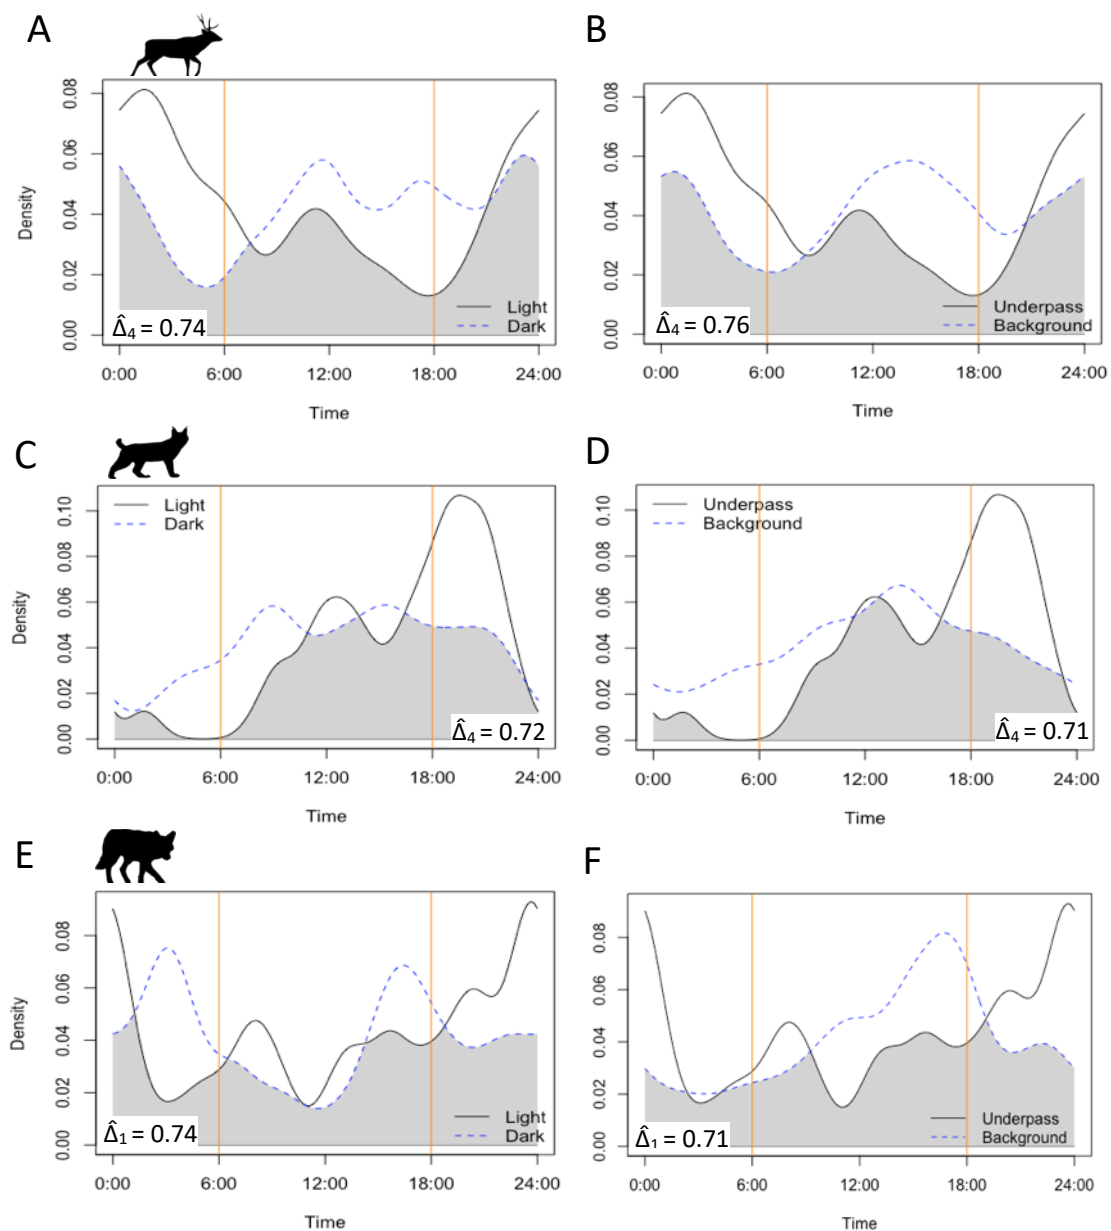 A
B
Density
0.00 0.02 0.04 0.06 0.08
Light
Dark
Δ̂₄ = 0.74
0:00 6:00 12:00 18:00 24:00
Time
0.00 0.02 0.04 0.06 0.08
Underpass
Background
Δ̂₄ = 0.76
0:00 6:00 12:00 18:00 24:00
Time
C
D
Density
0.00 0.02 0.04 0.06 0.08 0.10
Light
Dark
Δ̂₄ = 0.72
0:00 6:00 12:00 18:00 24:00
Time
0.00 0.02 0.04 0.06 0.08 0.10
Underpass
Background
Δ̂₄ = 0.71
0:00 6:00 12:00 18:00 24:00
Time
E
F
Density
0.00 0.02 0.04 0.06 0.08
Light
Dark
Δ̂₁ = 0.74
0:00 6:00 12:00 18:00 24:00
Time
0.00 0.02 0.04 0.06 0.08
Underpass
Background
Δ̂₁ = 0.71
0:00 6:00 12:00 18:00 24:00
Time